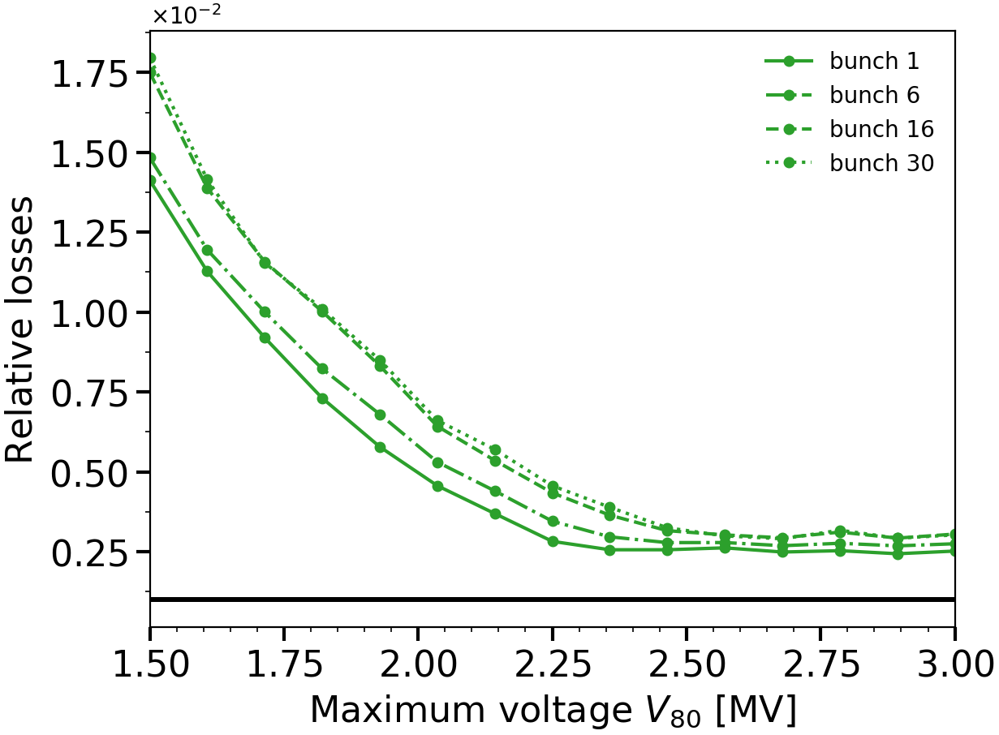 ×10⁻²
1.75
1.50
1.25
1.00
0.75
0.50
0.25
Relative losses
bunch 1
bunch 6
bunch 16
bunch 30
1.50 1.75 2.00 2.25 2.50 2.75 3.00
Maximum voltage V₈₀ [MV]